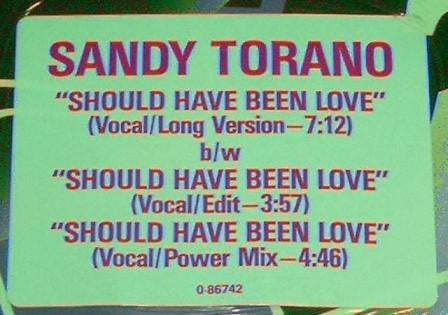 SANDY TORANO
"SHOULD HAVE BEEN LOVE"
(Vocal/Long Version—7:12)
b/w
"SHOULD HAVE BEEN LOVE"
(Vocal/Edit—3:57)
"SHOULD HAVE BEEN LOVE"
(Vocal/Power Mix—4:46)
0-86742